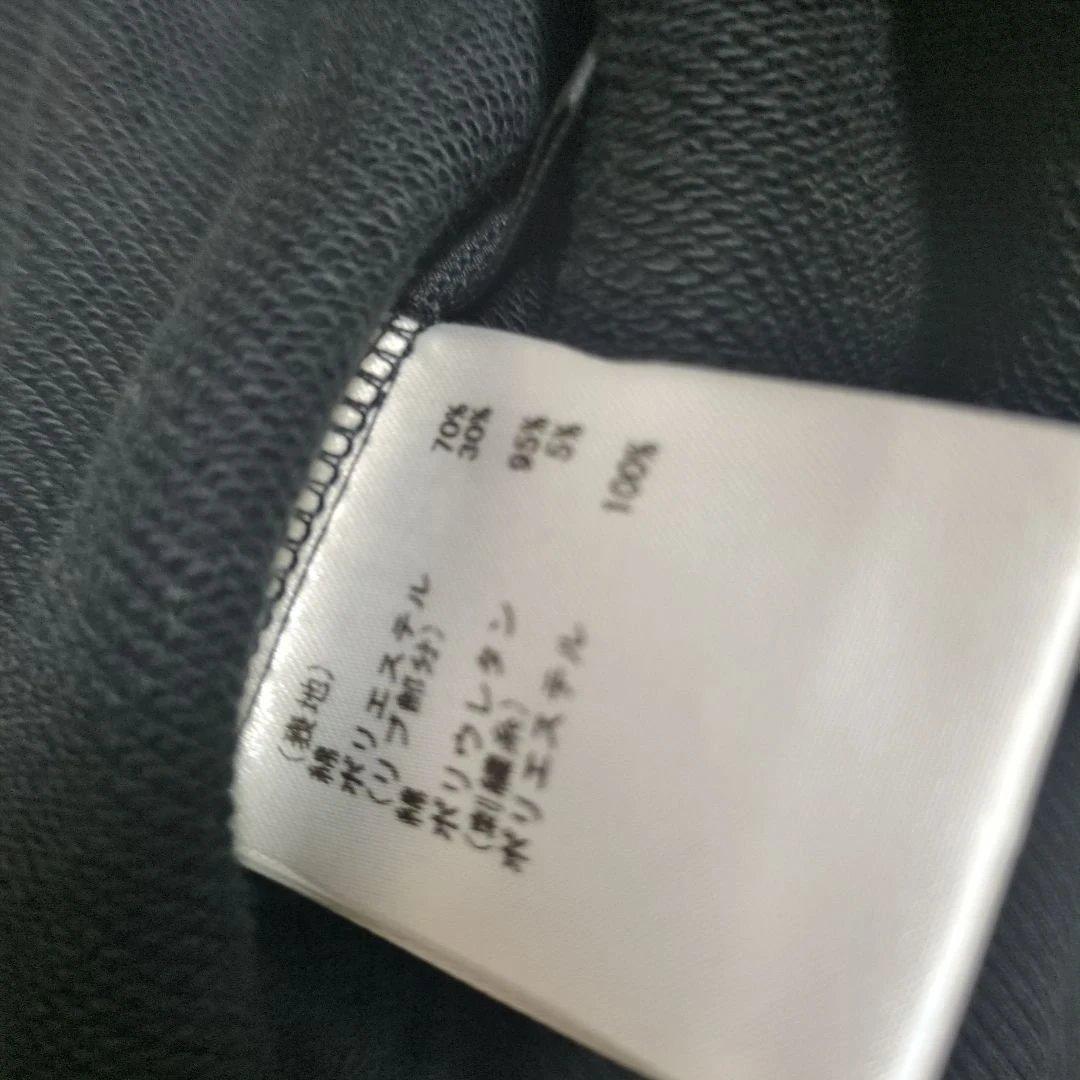 (表地)
綿 70%
ポリエステル 30%
(リブ部分)
綿 95%
ポリウレタン 5%
(刺繍糸)
ポリエステル 100%